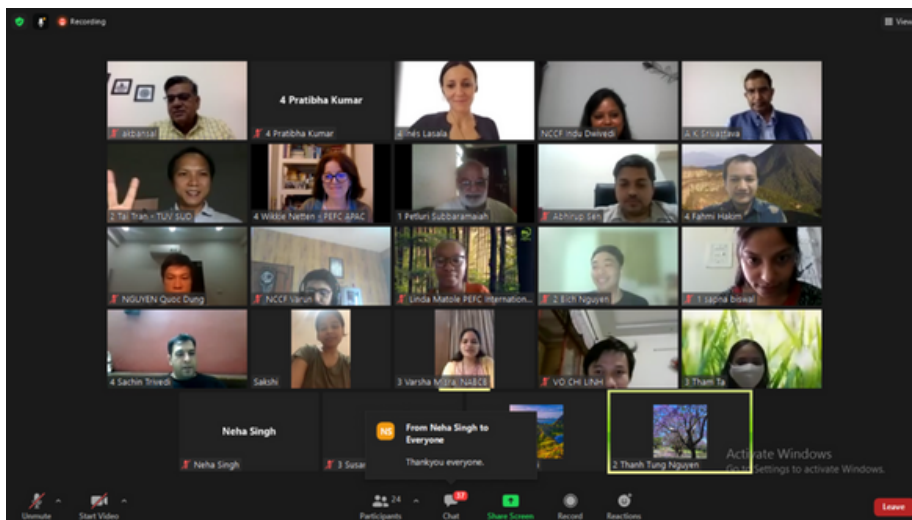 Recording
View
akbansal
4 Pratibha Kumar
4 Pratibha Kumar
4 Inés Lasala
NCCF Indu Dwivedi
A K Srivastava
2 Tai Tran - TUV SUD
4 Wikkie Netten - PEFC APAC
1 Petluri Subbaramaiah
Abhirup Sen
4 Fahmi Hakim
NGUYEN Quoc Dung
NCCF Varun
Linda Matole PEFC Internation...
2 Bich Nguyen
1 sapna biswal
4 Sachin Trivedi
Sakshi
3 Varsha Misra, NABCB
VO CHI LINH
3 Tham Ta
Neha Singh
Neha Singh
3 Susan
NS
From Neha Singh to
Everyone
Thankyou everyone.
2 Thanh Tung Nguyen
Activate Windows
Go to Settings to activate Windows.
Unmute
Start Video
24
Participants
37
Chat
Share Screen
Record
Reactions
Leave